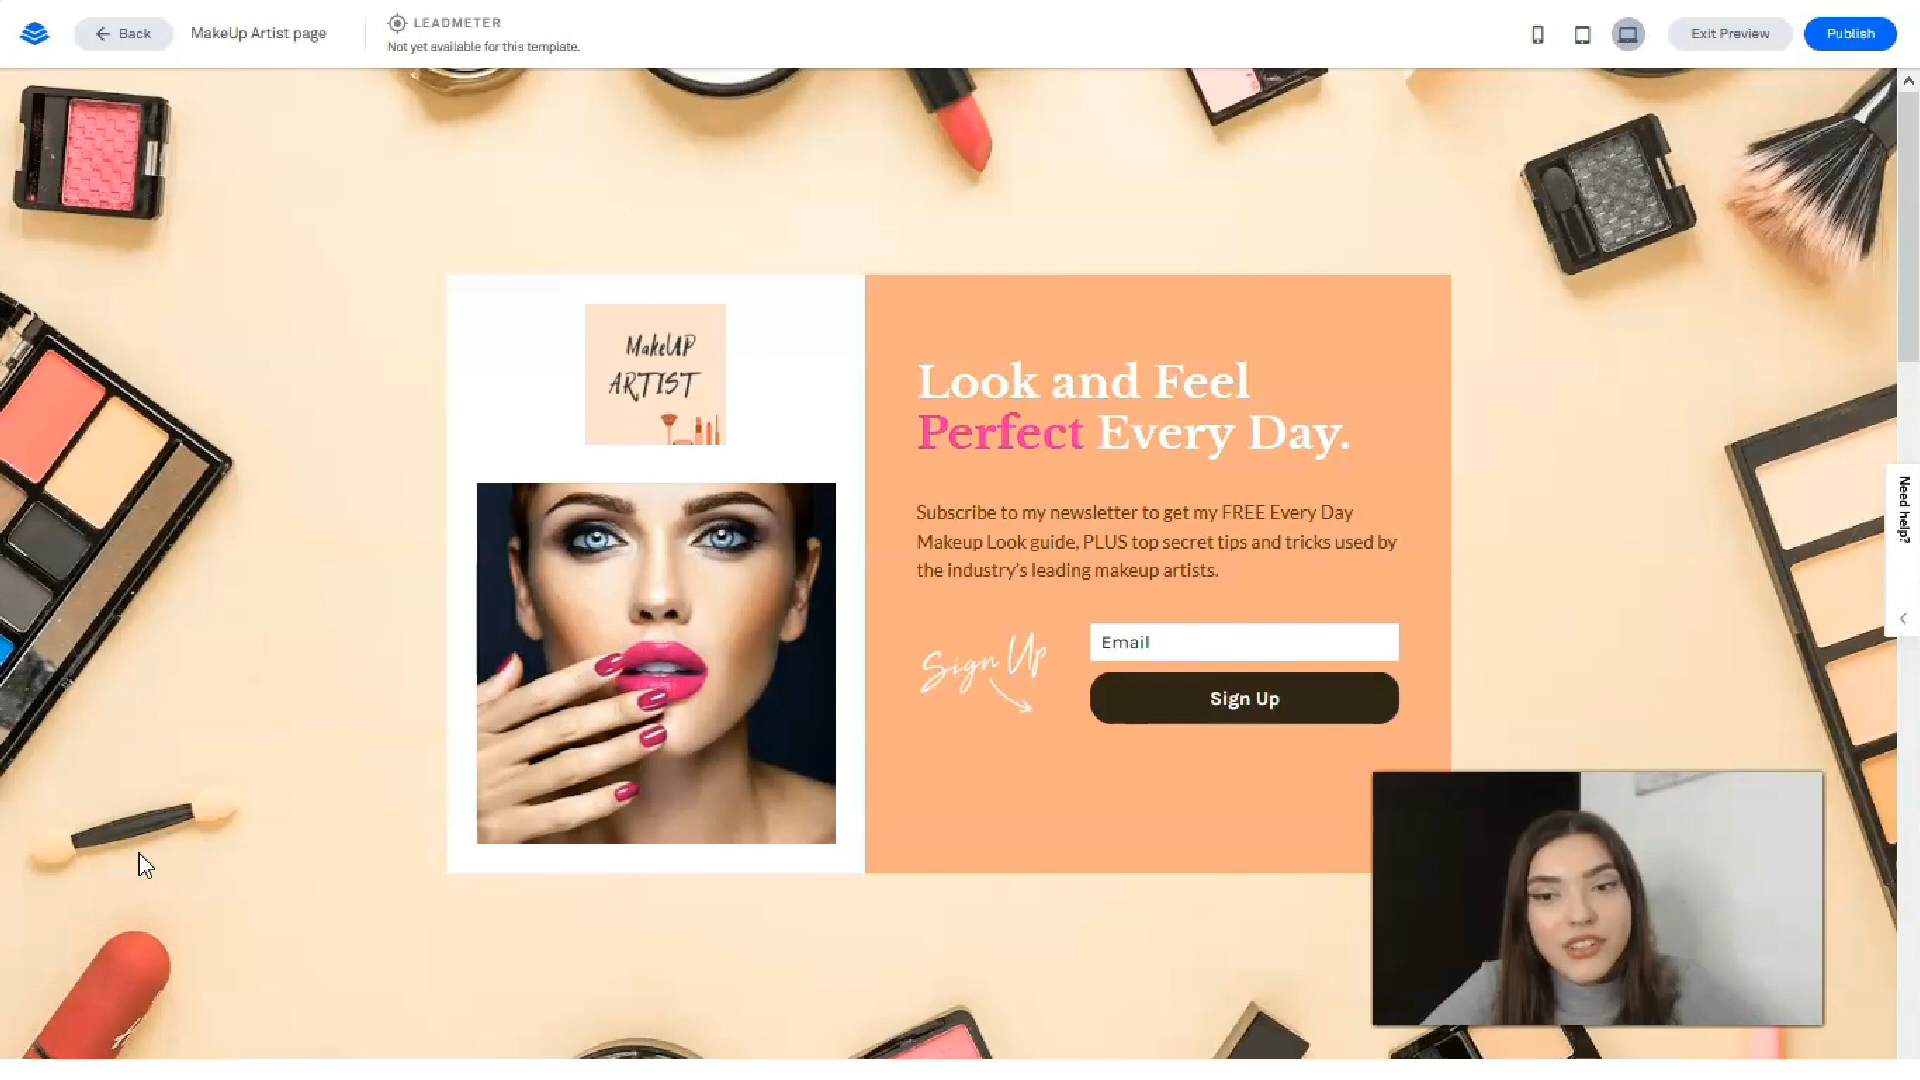 Back
MakeUp Artist page
LEADMETER
Not yet available for this template.
Exit Preview
Publish
MakeUP
ARTIST
Look and Feel
Perfect Every Day.
Subscribe to my newsletter to get my FREE Every Day
Makeup Look guide, PLUS top secret tips and tricks used by
the industry's leading makeup artists.
Sign Up
Email
Sign Up
Need help?